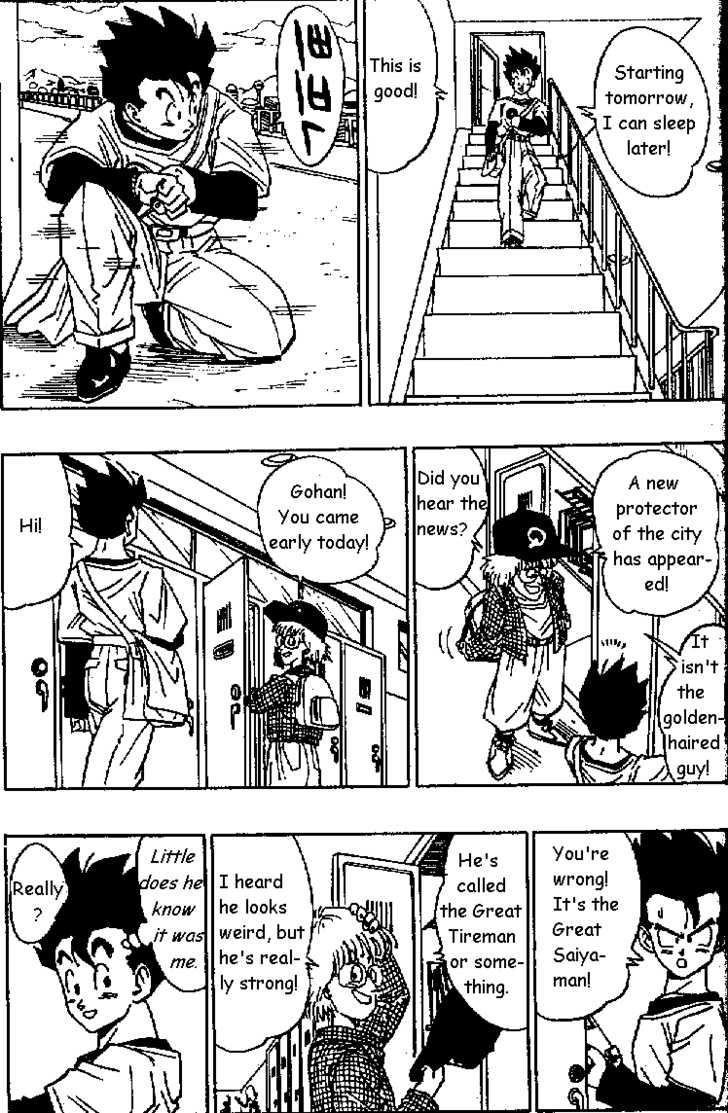 This is
good!
Starting
tomorrow,
I can sleep
later!
Hi!
Gohan!
You came
early today!
Did you
hear the
news?
A new
protector
of the city
has appear-
ed!
It
isn't
the
golden-
haired
guy!
Really
?
Little
does he
know
it was
me.
I heard
he looks
weird, but
he's real-
ly strong!
He's
called
the Great
Tireman
or some-
thing.
You're
wrong!
It's the
Great
Saiya-
man!